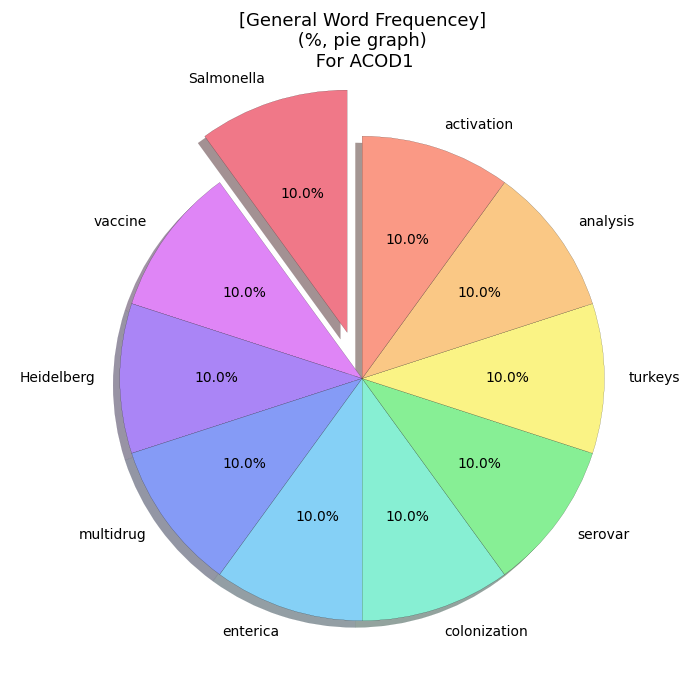 [General Word Frequencey]
(%, pie graph)
For ACOD1
Salmonella
10.0%
activation
10.0%
analysis
10.0%
turkeys
10.0%
serovar
10.0%
colonization
10.0%
enterica
10.0%
multidrug
10.0%
Heidelberg
10.0%
vaccine
10.0%